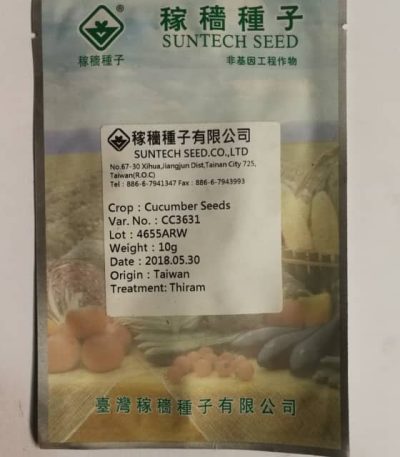 稼穡種子
SUNTECH SEED
®
稼穡種子
非基因工程作物
稼穡種子有限公司
SUNTECH SEED.CO.,LTD
No.67-30 Xihua,Jiangjun Dist,Tainan City 725,
Taiwan(R.O.C)
Tel : 886-6-7941347 Fax : 886-6-7943993
Crop : Cucumber Seeds
Var. No. : CC3631
Lot : 4655ARW
Weight : 10g
Date : 2018.05.30
Origin : Taiwan
Treatment: Thiram
臺灣稼穡種子有限公司